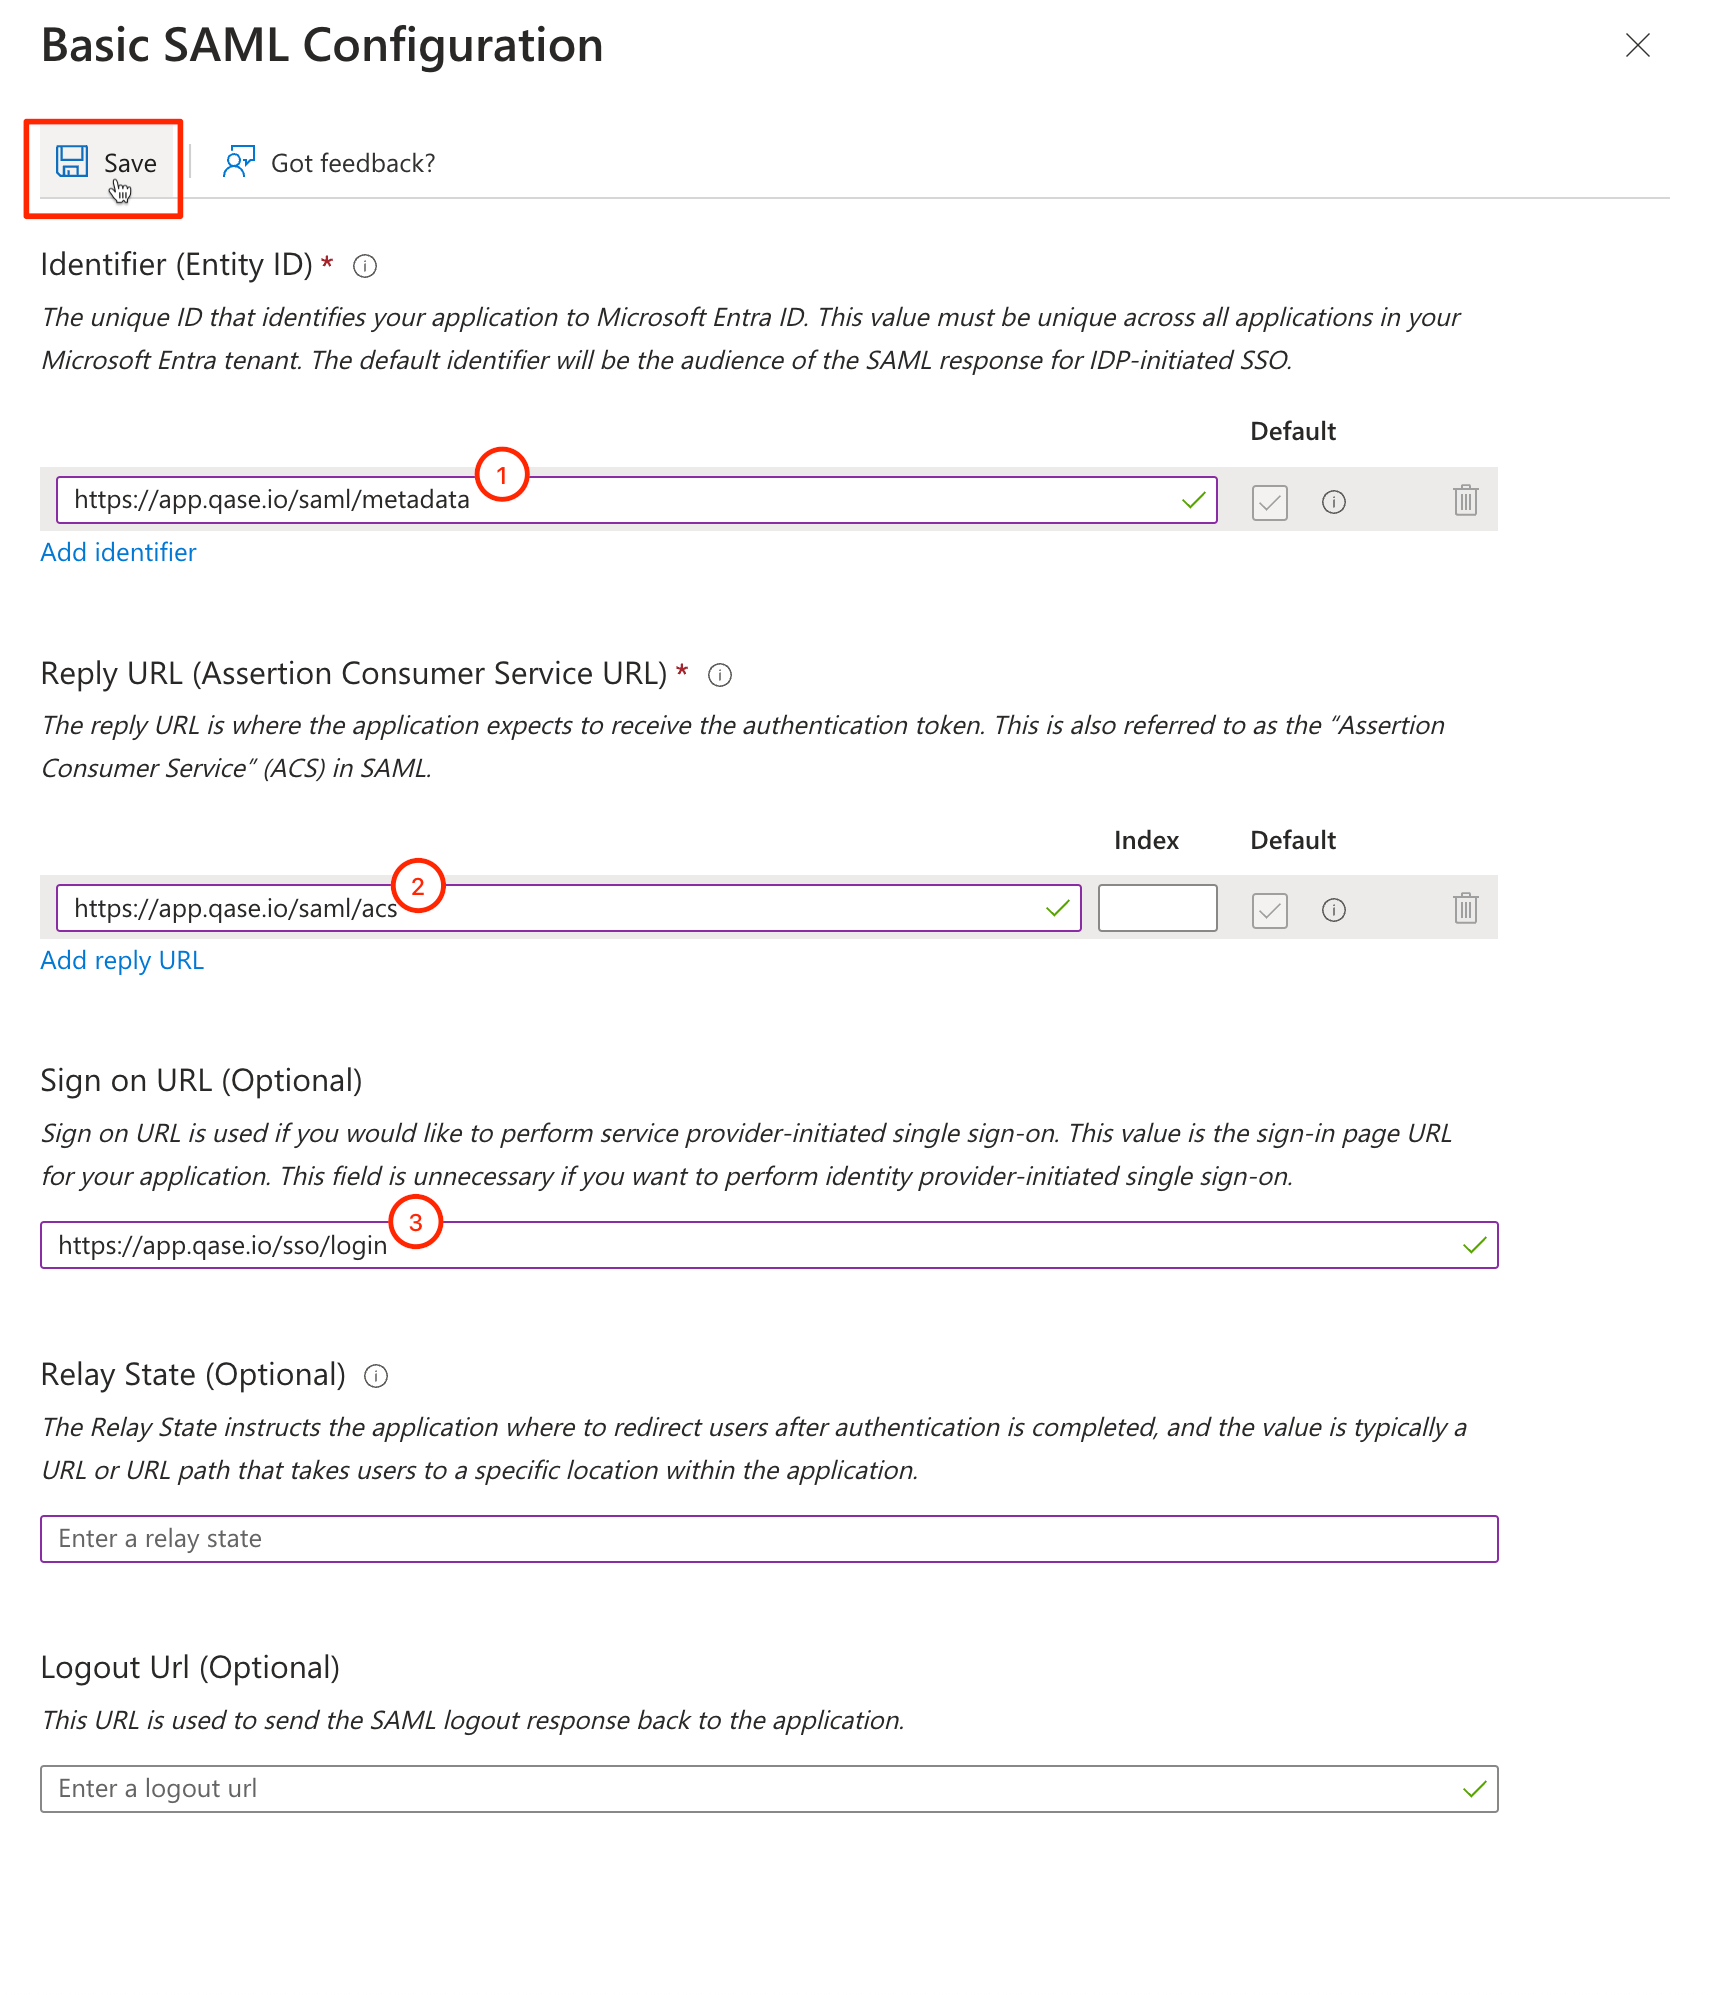 Basic SAML Configuration
Save
Got feedback?
Identifier (Entity ID) *
The unique ID that identifies your application to Microsoft Entra ID. This value must be unique across all applications in your
Microsoft Entra tenant. The default identifier will be the audience of the SAML response for IDP-initiated SSO.
Default
1
https://app.qase.io/saml/metadata
Add identifier
Reply URL (Assertion Consumer Service URL) *
The reply URL is where the application expects to receive the authentication token. This is also referred to as the “Assertion
Consumer Service” (ACS) in SAML.
Index Default
2
https://app.qase.io/saml/acs
Add reply URL
Sign on URL (Optional)
Sign on URL is used if you would like to perform service provider-initiated single sign-on. This value is the sign-in page URL
for your application. This field is unnecessary if you want to perform identity provider-initiated single sign-on.
3
https://app.qase.io/sso/login
Relay State (Optional)
The Relay State instructs the application where to redirect users after authentication is completed, and the value is typically a
URL or URL path that takes users to a specific location within the application.
Enter a relay state
Logout Url (Optional)
This URL is used to send the SAML logout response back to the application.
Enter a logout url